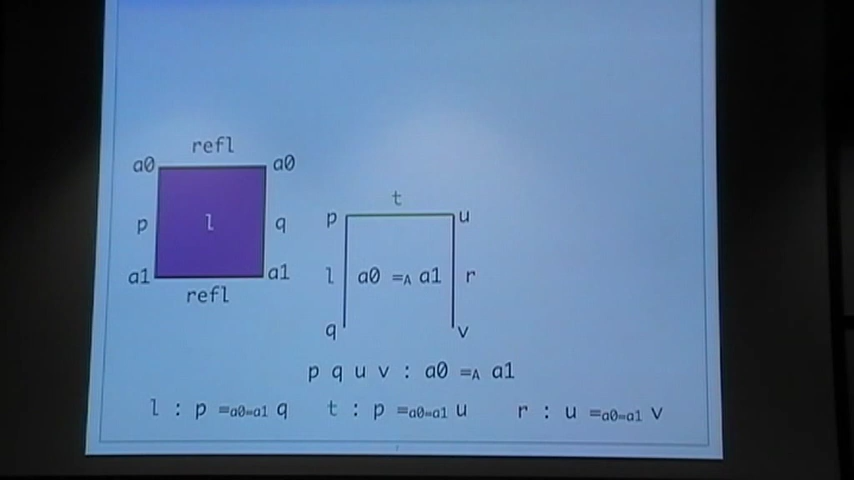 refl
a0 a0
t
p l q p u
l a0 =A a1 r
a1 a1
refl
q v
p q u v : a0 =A a1
l : p =a0=a1 q t : p =a0=a1 u r : u =a0=a1 v